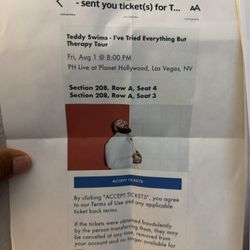 - sent you ticket(s) for T... AA
Teddy Swims - I've Tried Everything But
Therapy Tour
Fri, Aug 1 @ 8:00 PM
PH Live at Planet Hollywood, Las Vegas, NV
Section 208, Row A, Seat 4
Section 208, Row A, Seat 3
ACCEPT TICKETS
By clicking "ACCEPT TICKETS", you agree
to our Terms of Use and any applicable
ticket back terms.
If the tickets were obtained fraudulently
by the person transferring them, they may
be canceled at any time, removed from
your account and no longer available for